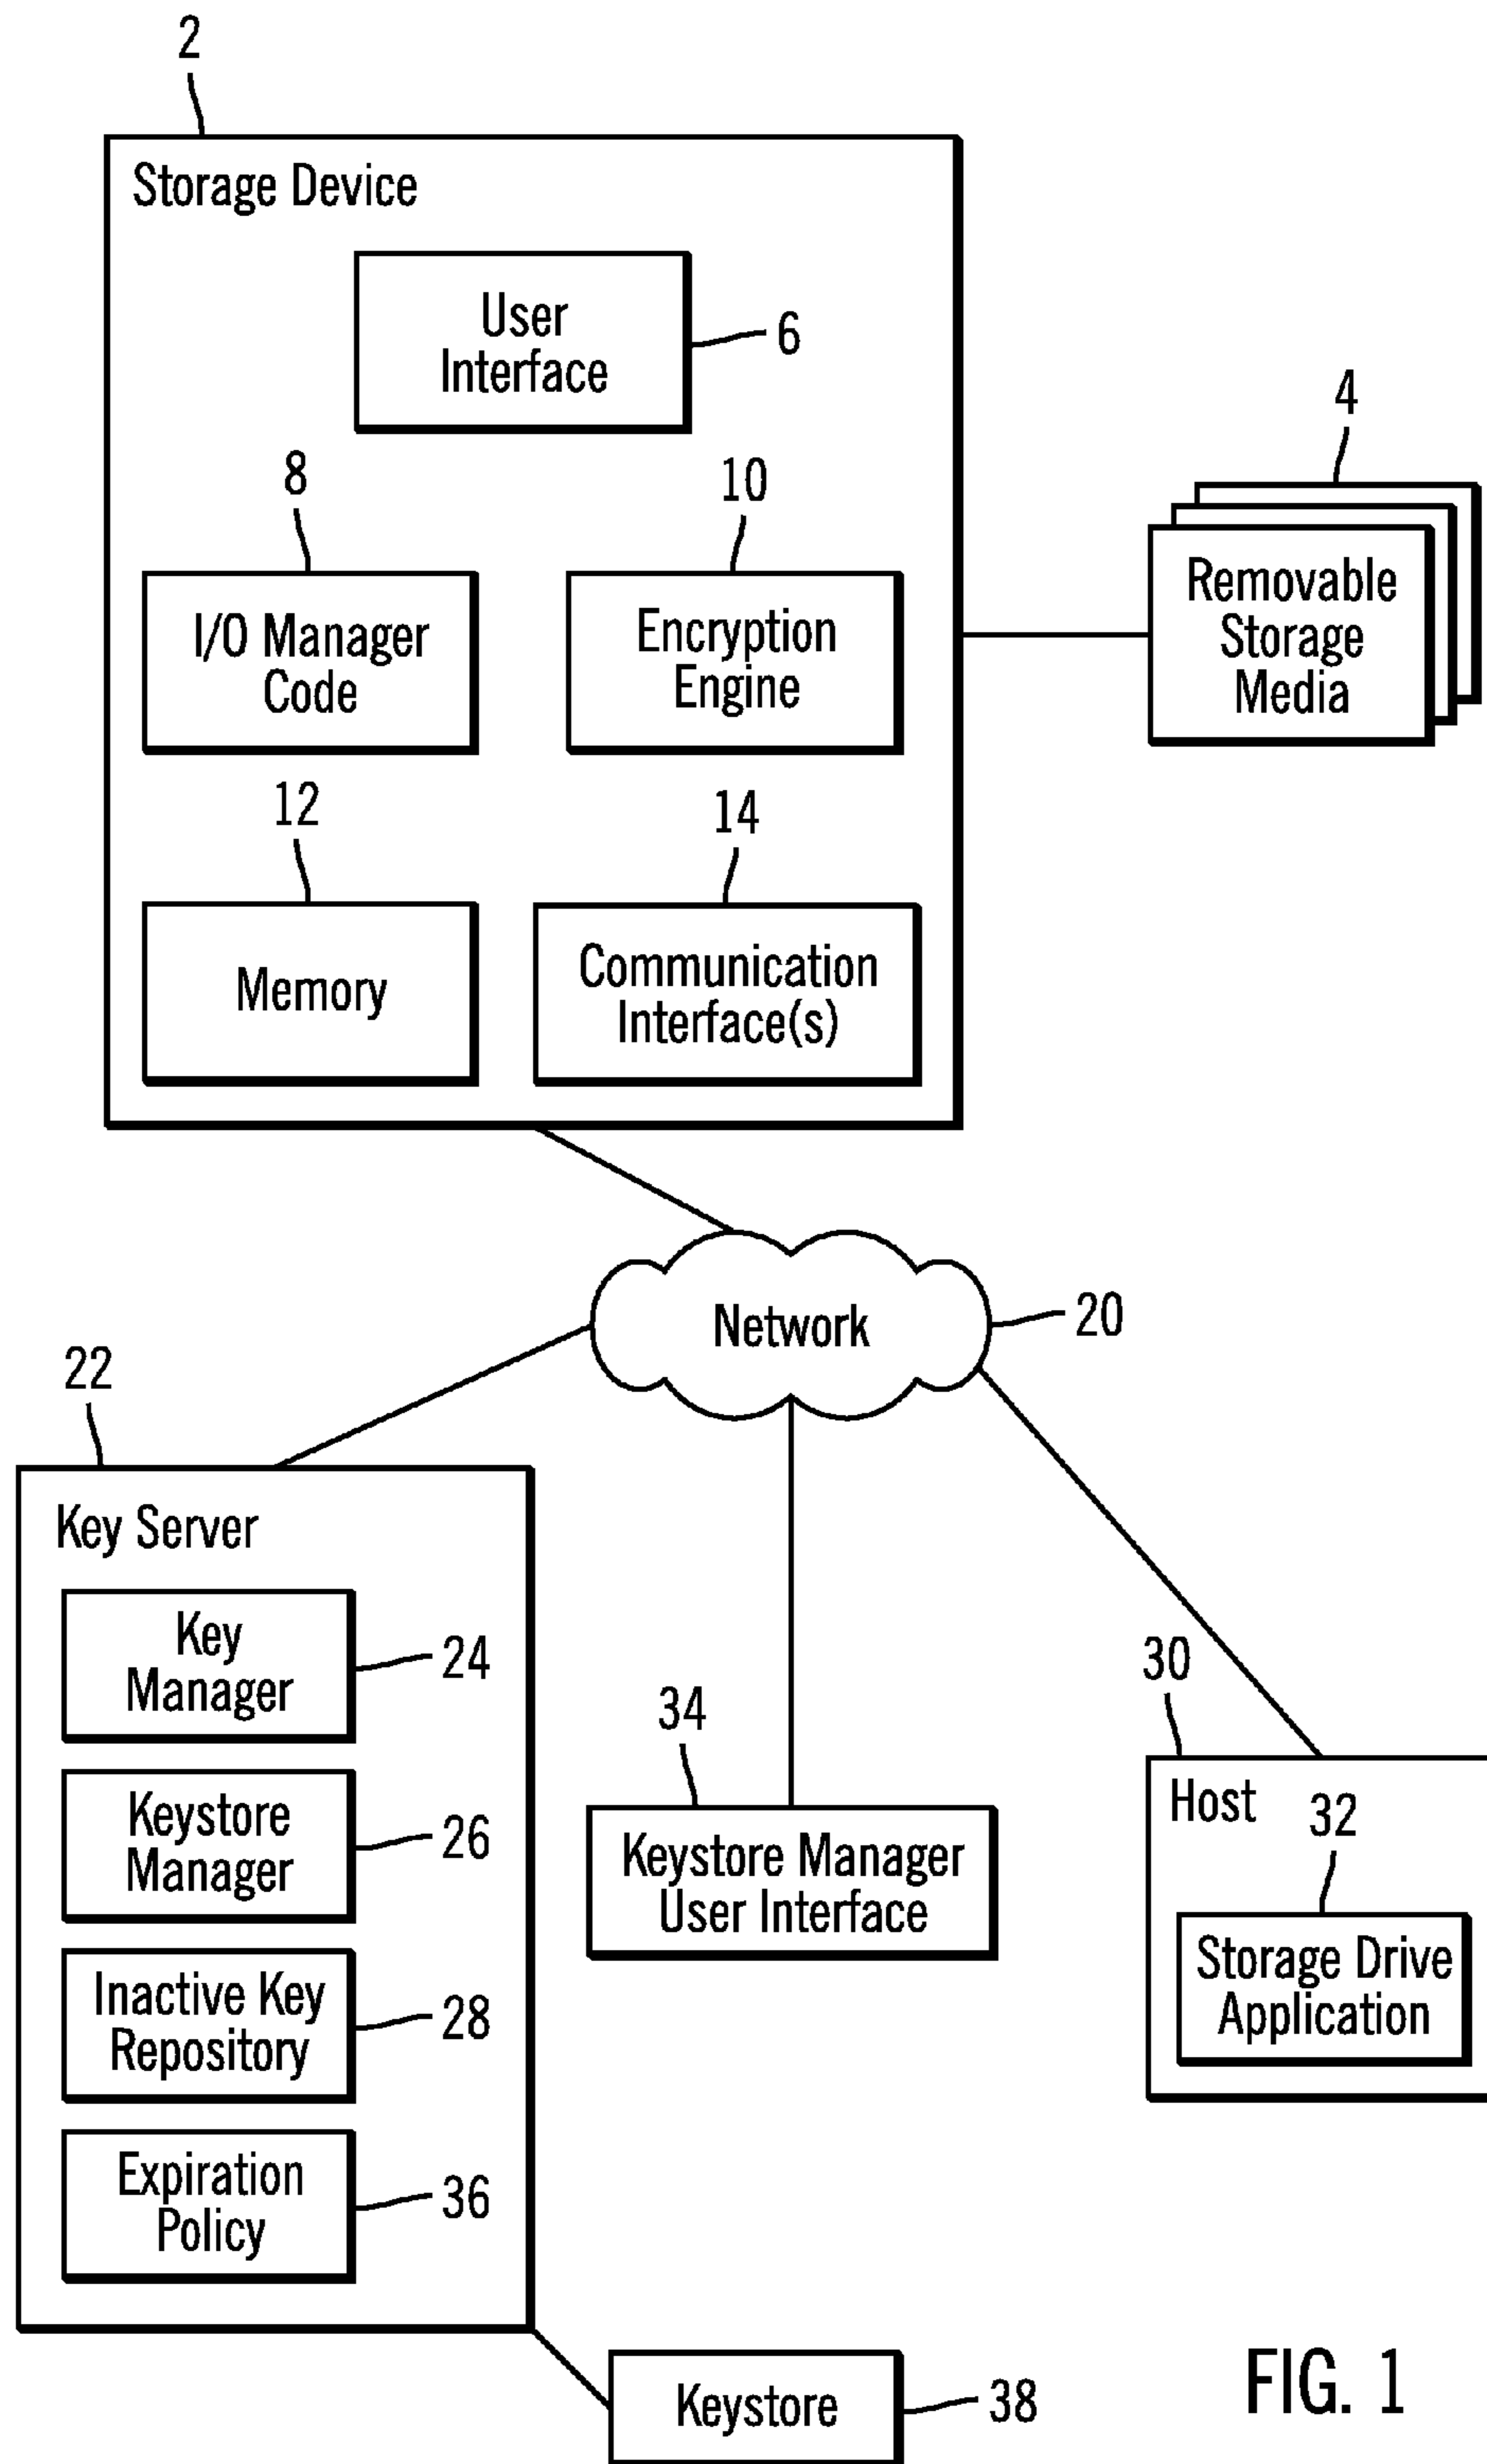 2
Storage Device
User
Interface
6
8
10
4
I/O Manager
Code
Encryption
Engine
Removable
Storage
Media
12
14
Memory
Communication
Interface(s)
Network
20
22
Key Server
Key
Manager
24
Keystore
Manager
26
Inactive Key
Repository
28
Expiration
Policy
36
34
Keystore Manager
User Interface
30
Host
32
Storage Drive
Application
Keystore
38
FIG. 1